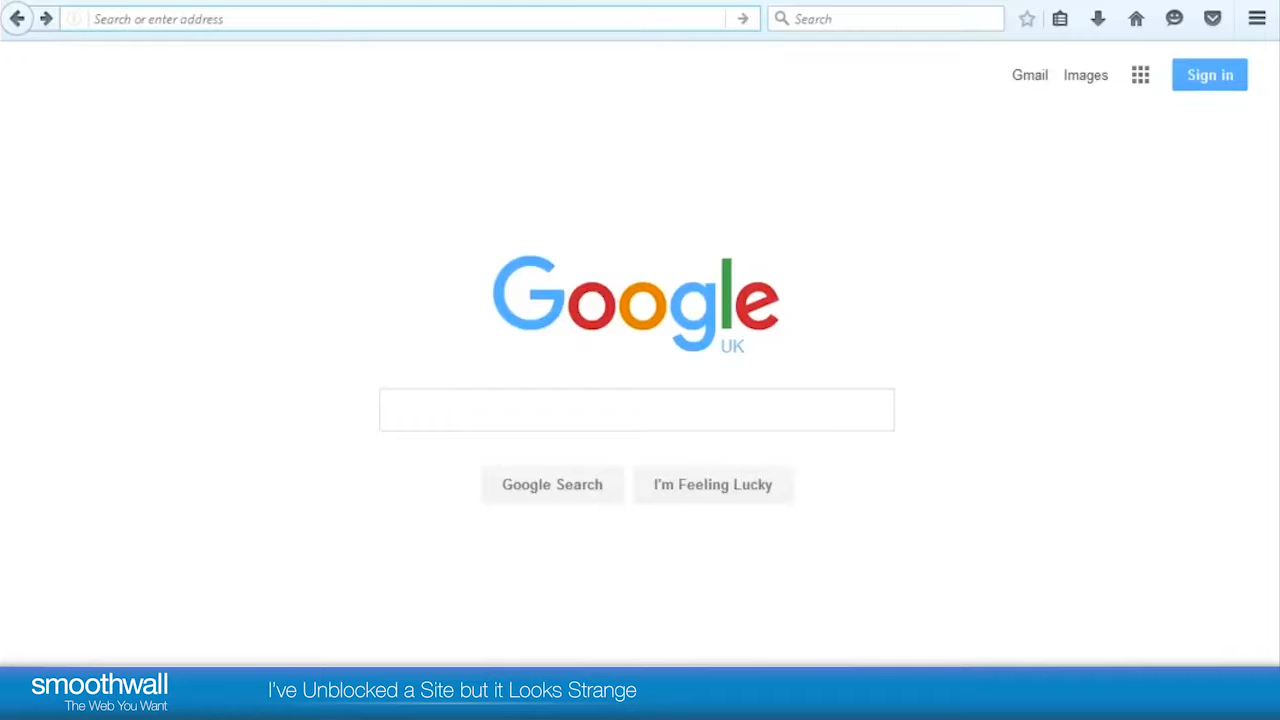 Search or enter address
Search
Gmail
Images
Sign in
Google
UK
Google Search
I'm Feeling Lucky
smoothwall
The Web You Want
I've Unblocked a Site but it Looks Strange